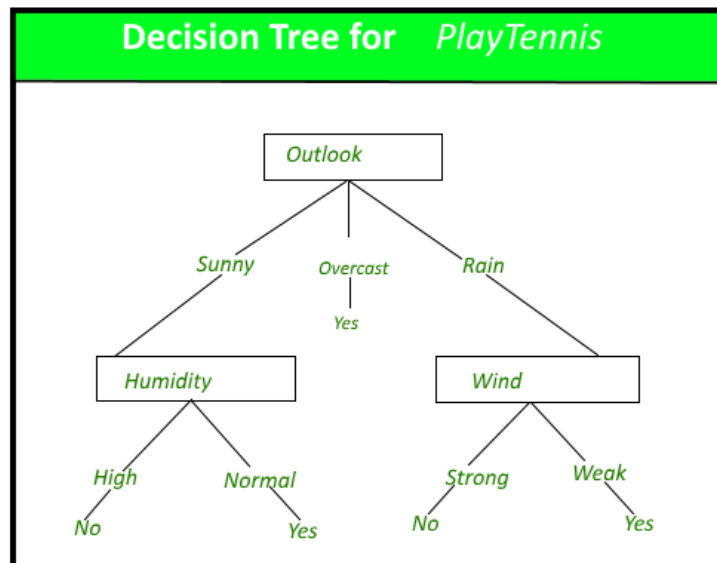 Decision Tree for PlayTennis
Outlook
Sunny Overcast Rain
Yes
Humidity Wind
High Normal Strong Weak
No Yes No Yes